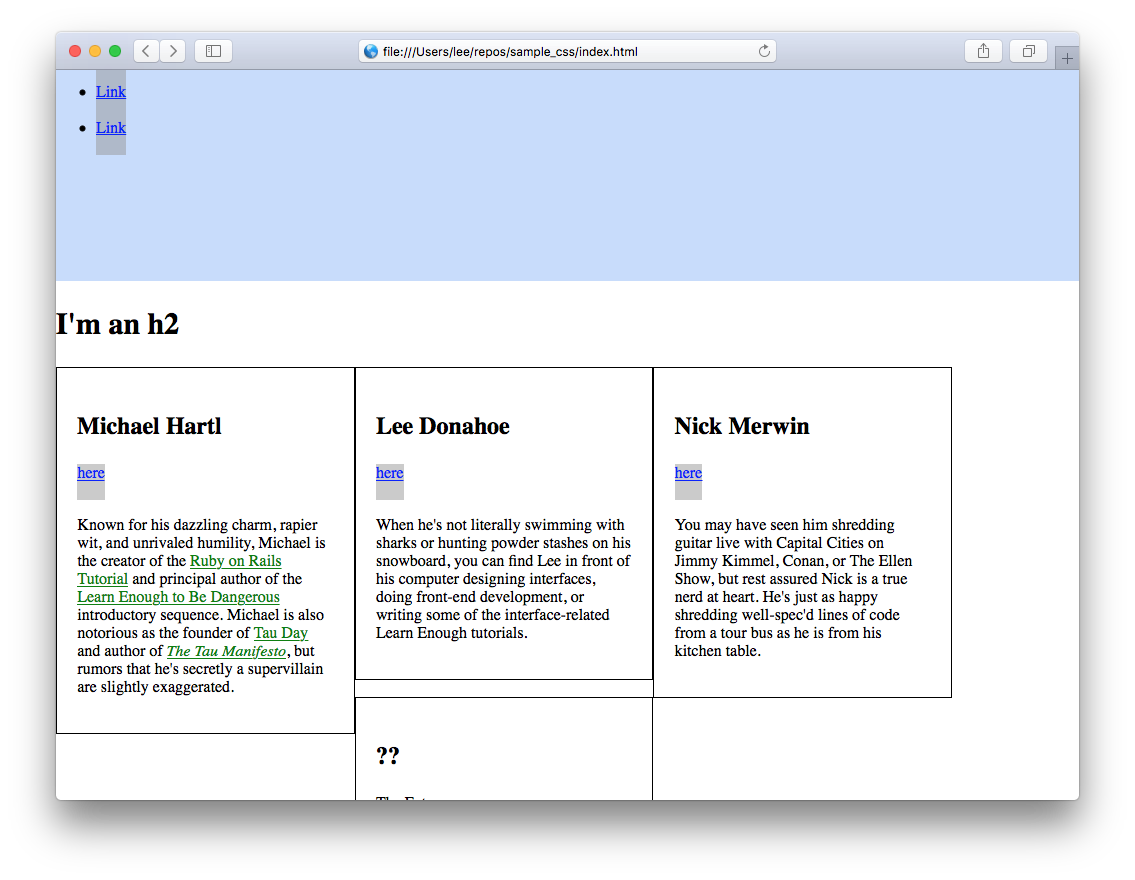 file:///Users/lee/repos/sample_css/index.html
Link
Link
I'm an h2
Michael Hartl
here
Known for his dazzling charm, rapier
wit, and unrivaled humility, Michael is
the creator of the Ruby on Rails
Tutorial and principal author of the
Learn Enough to Be Dangerous
introductory sequence. Michael is also
notorious as the founder of Tau Day
and author of The Tau Manifesto, but
rumors that he's secretly a supervillain
are slightly exaggerated.
Lee Donahoe
here
When he's not literally swimming with
sharks or hunting powder stashes on his
snowboard, you can find Lee in front of
his computer designing interfaces,
doing front-end development, or
writing some of the interface-related
Learn Enough tutorials.
Nick Merwin
here
You may have seen him shredding
guitar live with Capital Cities on
Jimmy Kimmel, Conan, or The Ellen
Show, but rest assured Nick is a true
nerd at heart. He's just as happy
shredding well-spec'd lines of code
from a tour bus as he is from his
kitchen table.
??